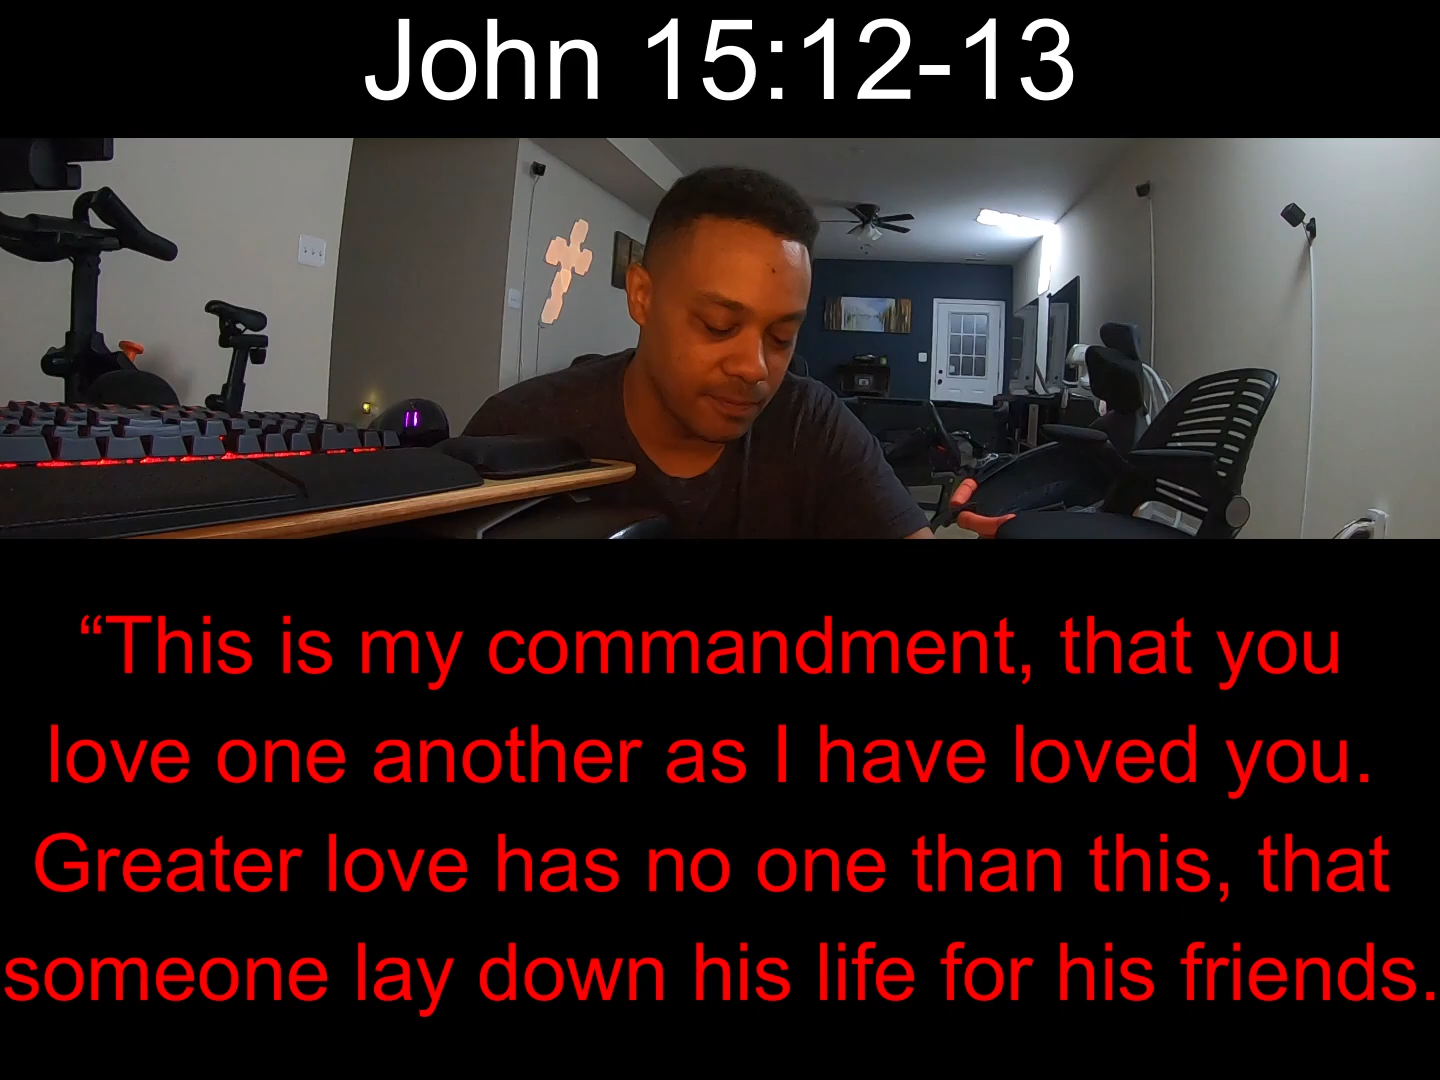 John 15:12-13
“This is my commandment, that you
love one another as I have loved you.
Greater love has no one than this, that
someone lay down his life for his friends.